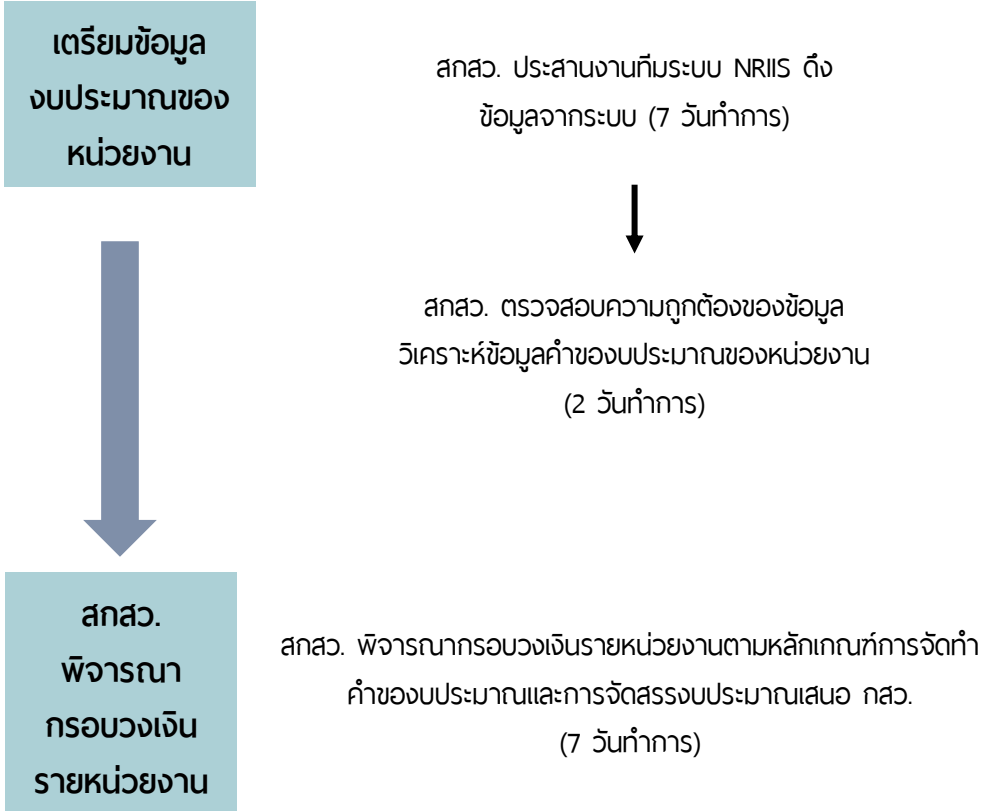 เตรียมข้อมูล
งบประมาณของ
หน่วยงาน
สกสว. ประสานงานทีมระบบ NRIIS ดึง
ข้อมูลจากระบบ (7 วันทำการ)
สกสว. ตรวจสอบความถูกต้องของข้อมูล
วิเคราะห์ข้อมูลคำของบประมาณของหน่วยงาน
(2 วันทำการ)
สกสว.
พิจารณา
กรอบวงเงิน
รายหน่วยงาน
สกสว. พิจารณากรอบวงเงินรายหน่วยงานตามหลักเกณฑ์การจัดทำ
คำของบประมาณและการจัดสรรงบประมาณเสนอ กสว.
(7 วันทำการ)